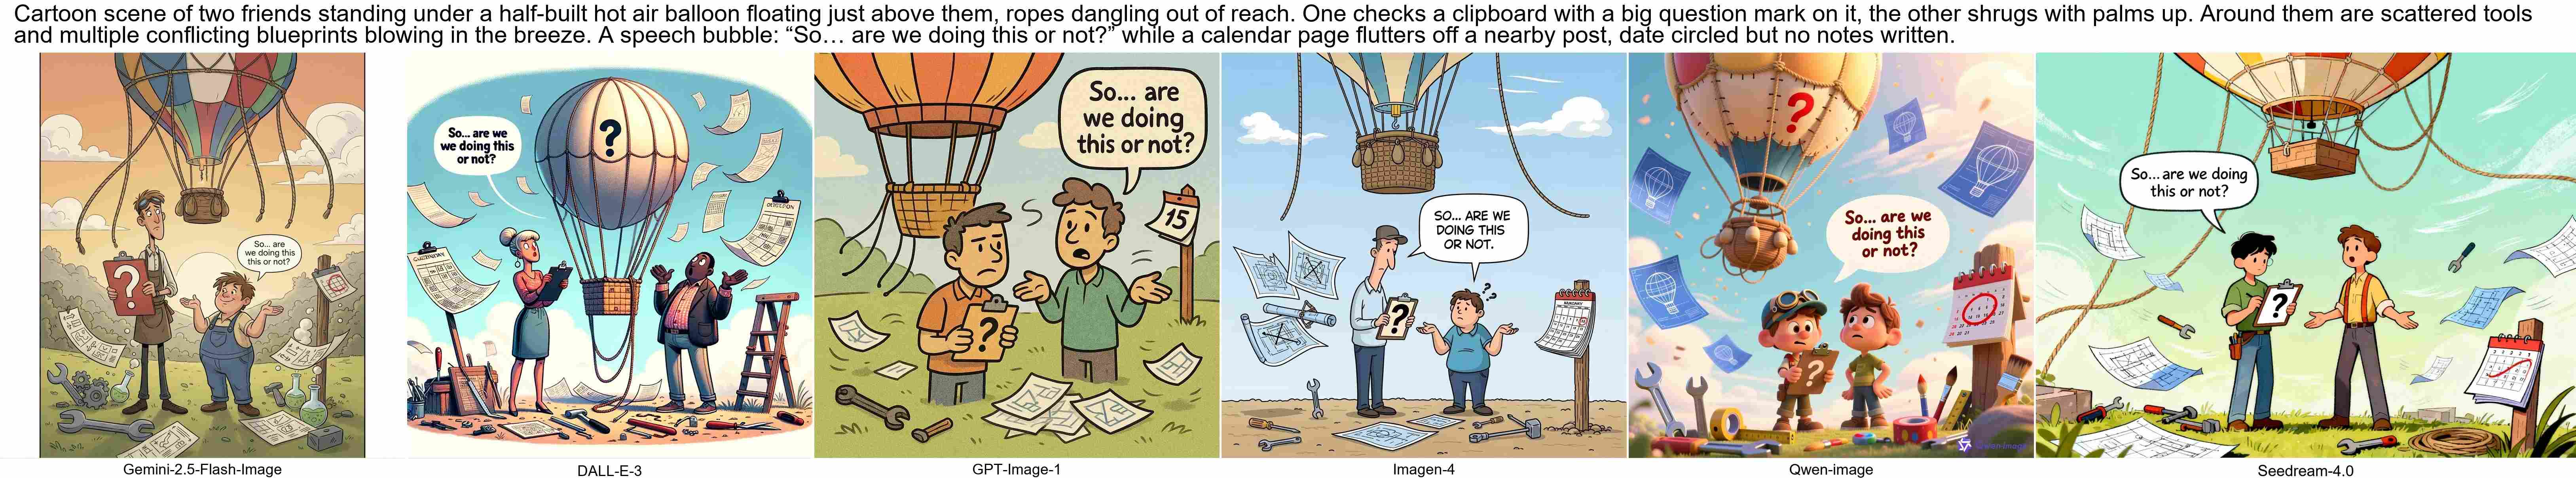 Cartoon scene of two friends standing under a half-built hot air balloon floating just above them, ropes dangling out of reach. One checks a clipboard with a big question mark on it, the other shrugs with palms up. Around them are scattered tools
and multiple conflicting blueprints blowing in the breeze. A speech bubble: “So… are we doing this or not?” while a calendar page flutters off a nearby post, date circled but no notes written.
So... are
we doing this
this or not?
?
Gemini-2.5-Flash-Image
So... are we
we doing this
or not?
?
DALL-E-3
So... are
we doing
this or not?
15
?
GPT-Image-1
SO... ARE WE
DOING THIS
OR NOT.
? ?
?
Imagen-4
?
So... are we
doing this
or not?
?
Qwen-image
So... are we doing
this or not?
?
Seedream-4.0